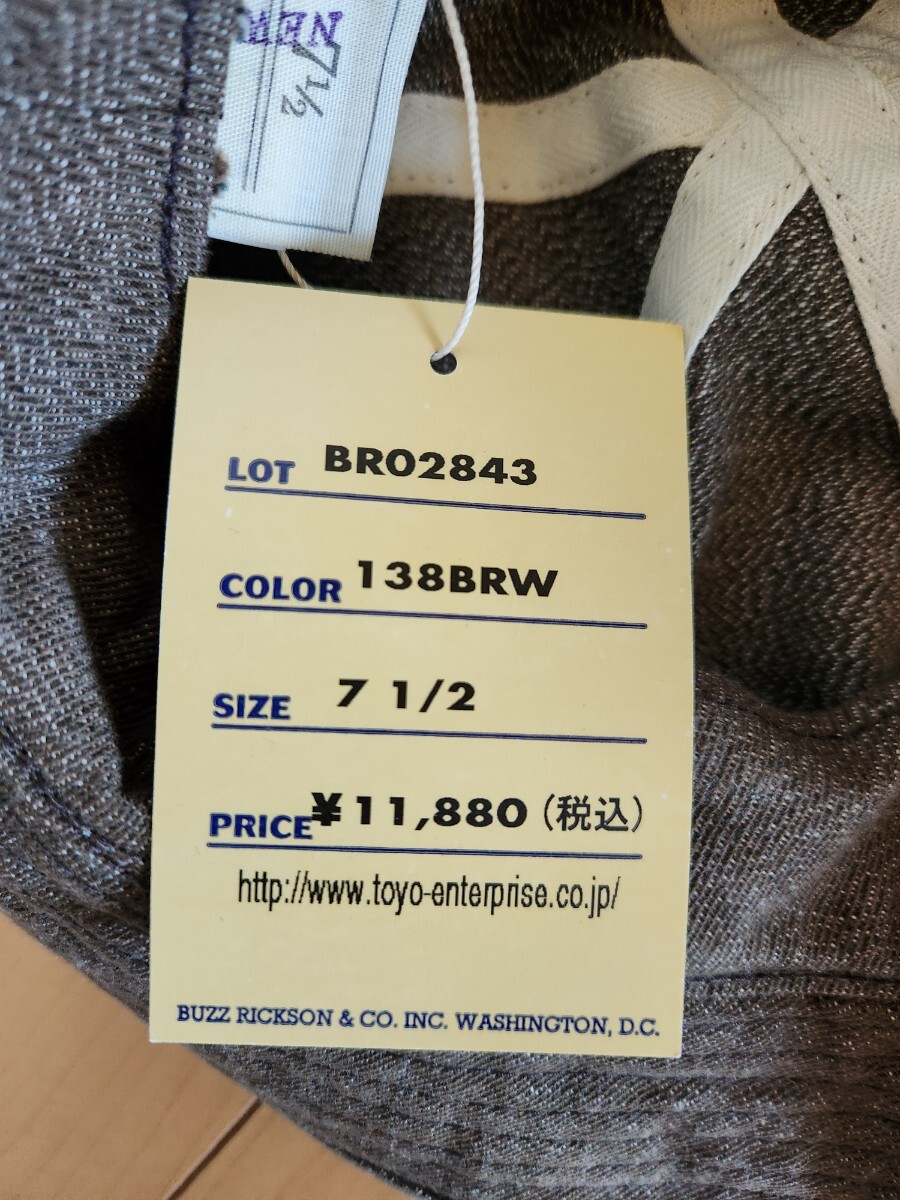 NEW
7 1/2
LOT BR02843
COLOR 138BRW
SIZE 7 1/2
PRICE ¥11,880(税込)
http://www.toyo-enterprise.co.jp/
BUZZ RICKSON & CO. INC. WASHINGTON, D.C.